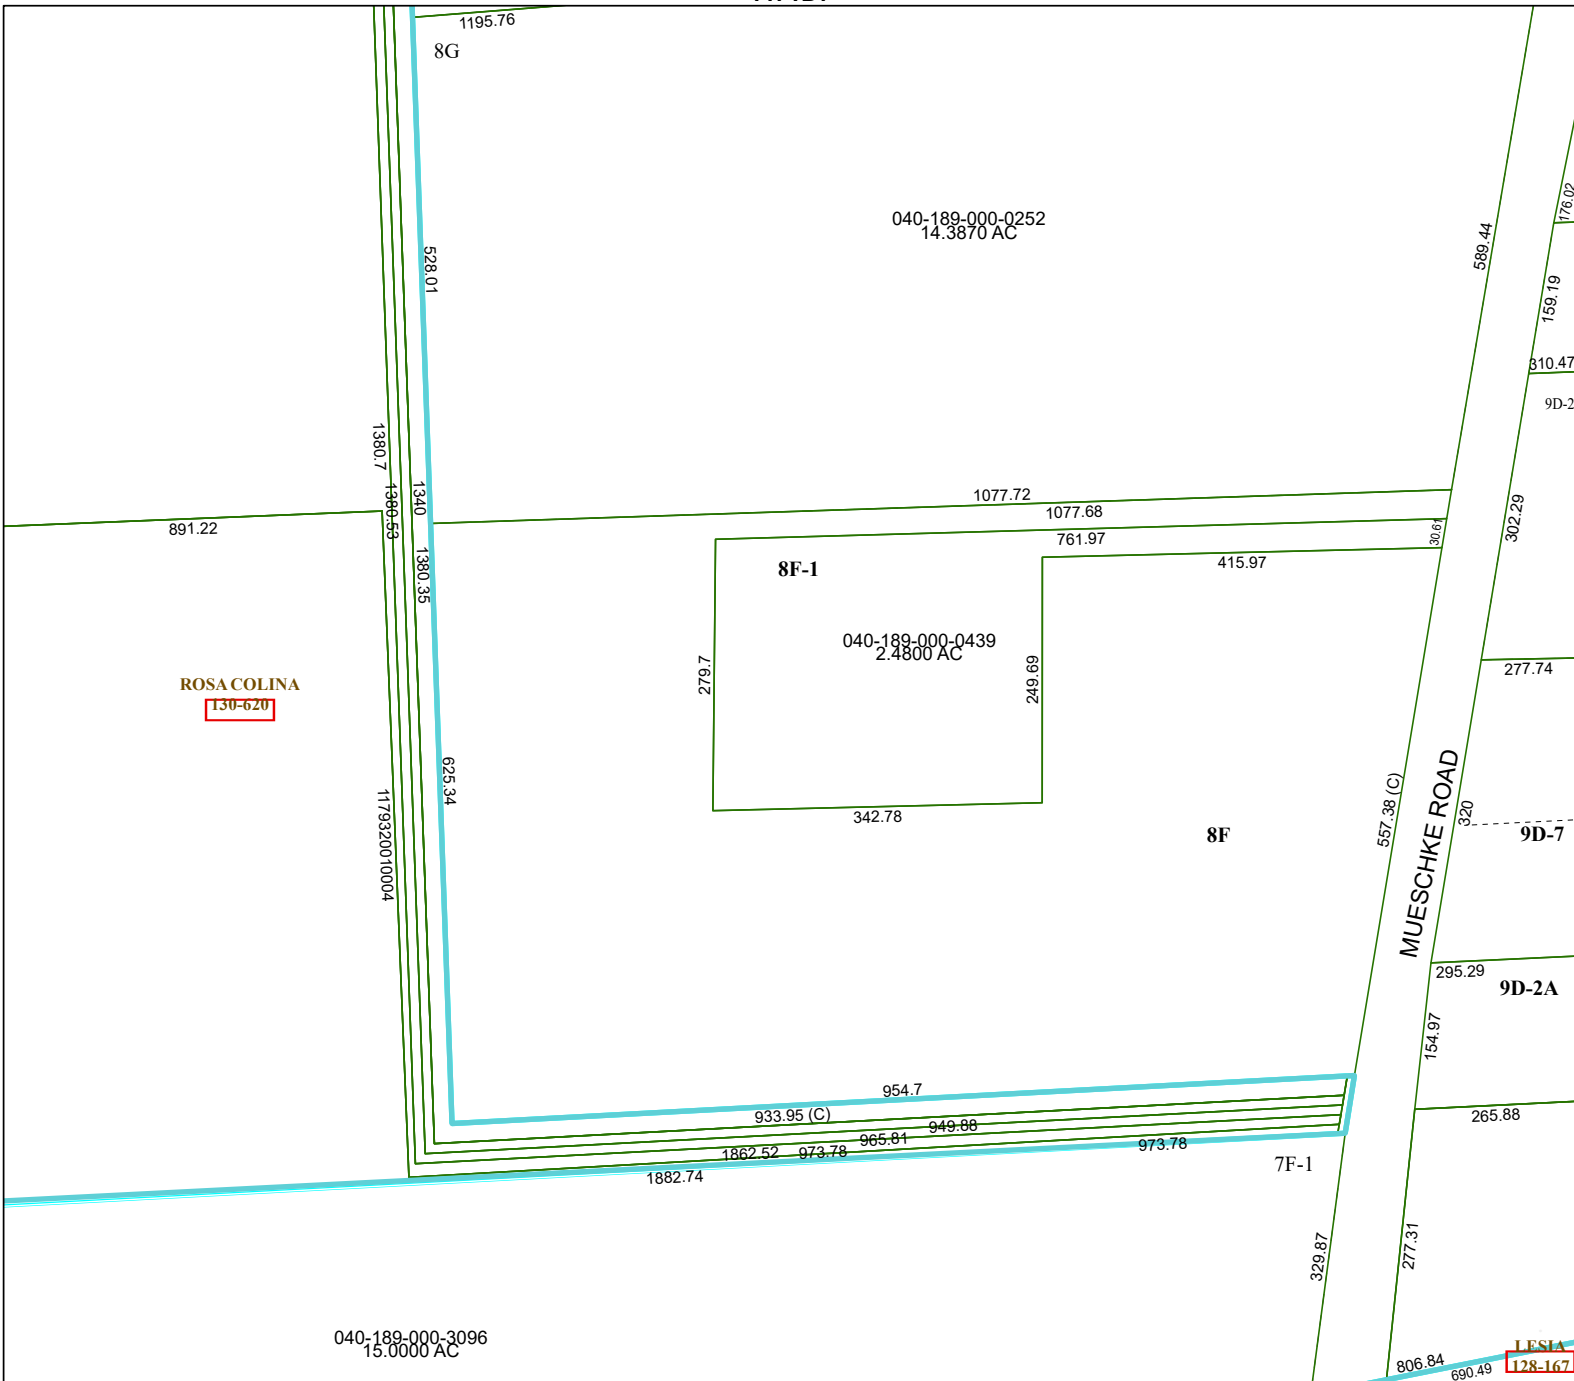 1195.76
8G
040-189-000-0252
14.3870 AC
528.01
589.44
176.02
159.19
310.47
9D-2
1380.7
1380.53
1340
1380.35
891.22
1077.72
1077.68
761.97
30.61
415.97
302.29
8F-1
040-189-000-0439
2.4800 AC
279.7
249.69
342.78
277.74
ROSA COLINA
130-620
625.34
1179320010004
8F
557.38 (C)
MUESCHKE ROAD
320
9D-7
295.29
9D-2A
154.97
265.88
954.7
933.95 (C)
949.88
965.81
973.78
1862.52
973.78
1882.74
7F-1
329.87
277.31
040-189-000-3096
15.0000 AC
806.84
690.49
LESIA
128-167